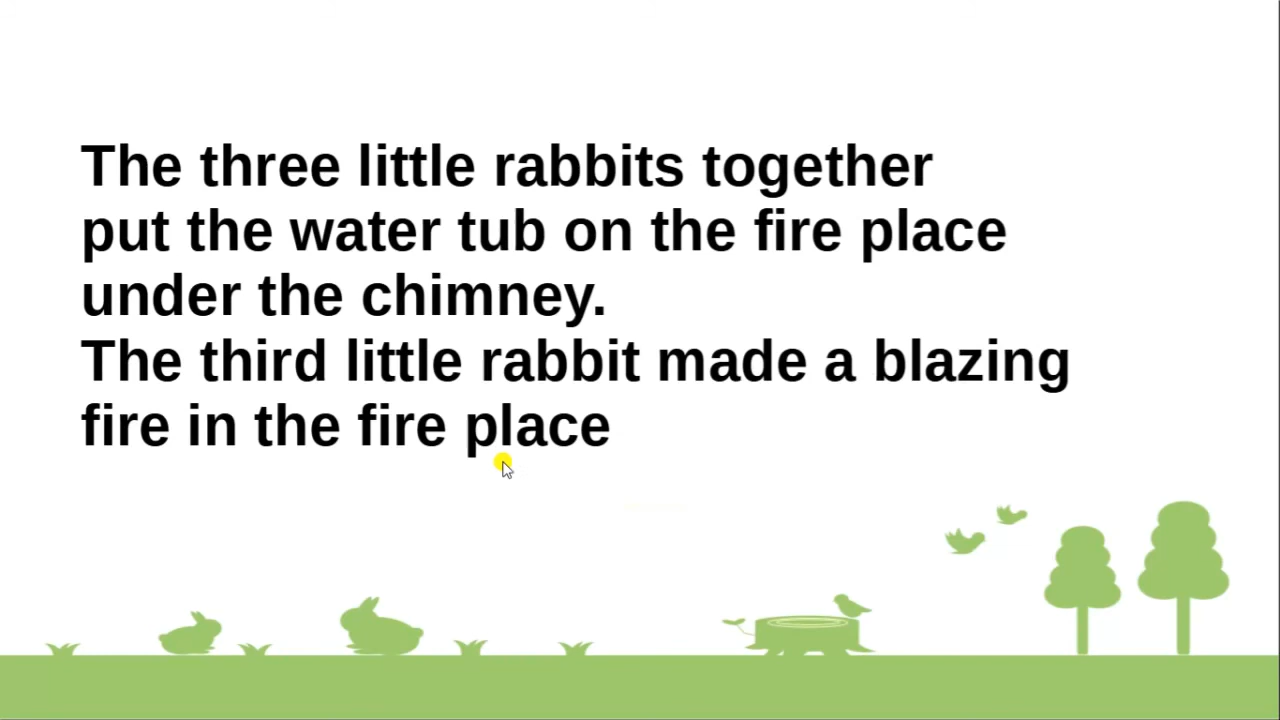 The three little rabbits together
put the water tub on the fire place
under the chimney.
The third little rabbit made a blazing
fire in the fire place